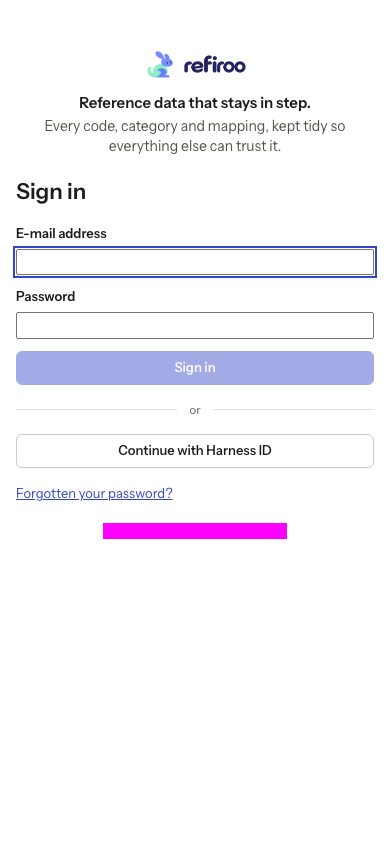 refiroo
Reference data that stays in step.
Every code, category and mapping, kept tidy so
everything else can trust it.
Sign in
E-mail address
Password
Sign in
or
Continue with Harness ID
Forgotten your password?